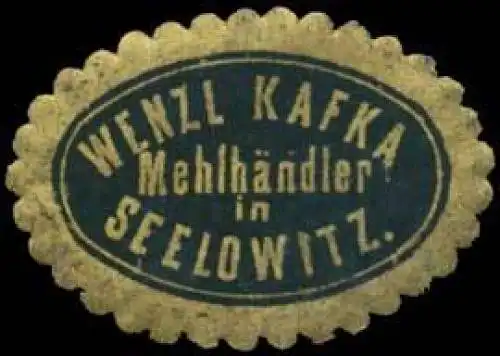 WENZL KAFKA
Mehlhändler
in
SEELOWITZ.